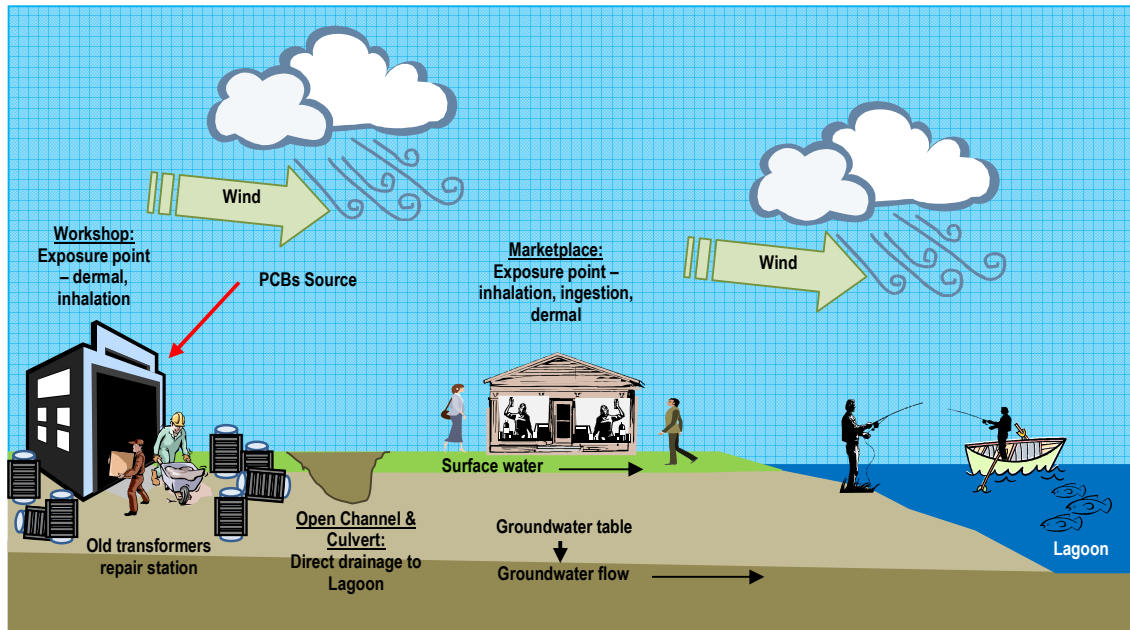 Wind
Workshop:
Exposure point
– dermal,
inhalation
PCBs Source
Marketplace:
Exposure point –
inhalation, ingestion,
dermal
Wind
Surface water
Old transformers
repair station
Open Channel &
Culvert:
Direct drainage to
Lagoon
Groundwater table
Groundwater flow
Lagoon